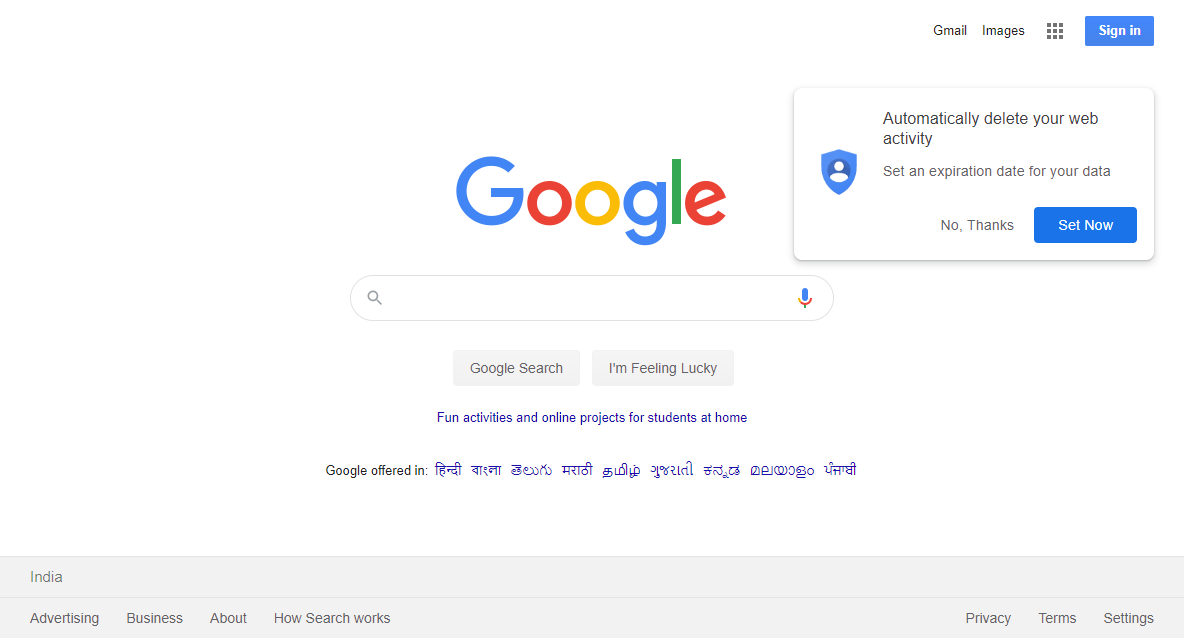 Gmail Images Sign in
Automatically delete your web
activity
Set an expiration date for your data
No, Thanks Set Now
Google
Google Search I'm Feeling Lucky
Fun activities and online projects for students at home
Google offered in: हिन्दी বাংলা తెలుగు मराठी தமிழ் ગુજરાતી ಕನ್ನಡ മലയാളം ਪੰਜਾਬੀ
India
Advertising Business About How Search works Privacy Terms Settings